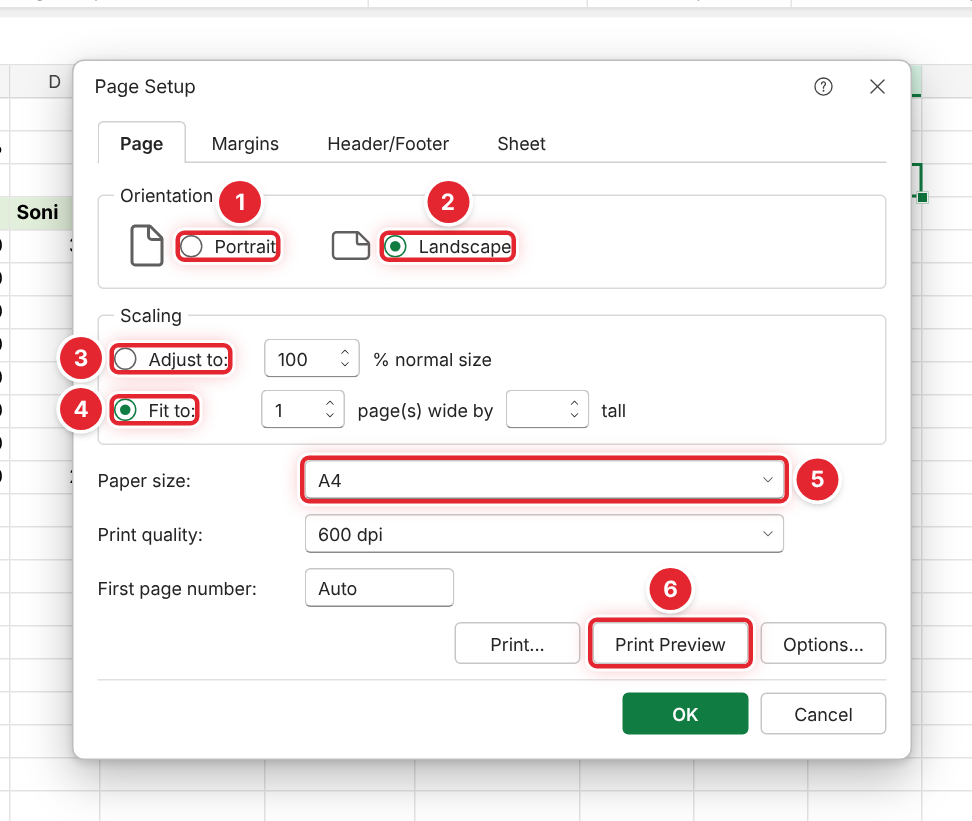 D
Page Setup
Page Margins Header/Footer Sheet
Orientation
1
2
Soni
Portrait
Landscape
Scaling
3
Adjust to:
100
% normal size
4
Fit to:
1
page(s) wide by
tall
Paper size:
A4
5
Print quality:
600 dpi
First page number:
Auto
6
Print...
Print Preview
Options...
OK
Cancel